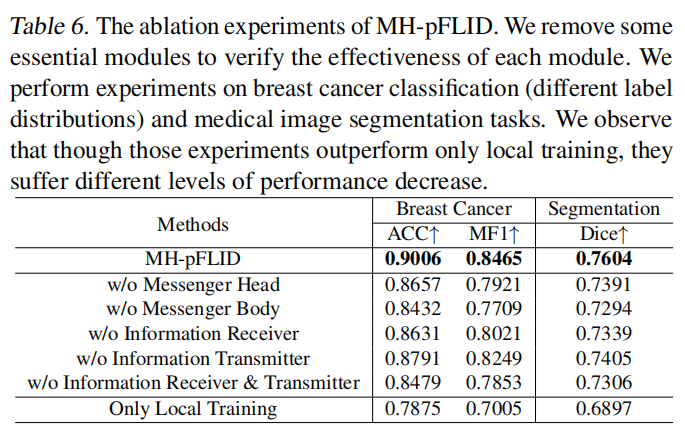 Table 6. The ablation experiments of MH-pFLID. We remove some
essential modules to verify the effectiveness of each module. We
perform experiments on breast cancer classification (different label
distributions) and medical image segmentation tasks. We observe
that though those experiments outperform only local training, they
suffer different levels of performance decrease.
Methods Breast Cancer Segmentation
ACC↑ MF1↑ Dice↑
MH-pFLID 0.9006 0.8465 0.7604
w/o Messenger Head 0.8657 0.7921 0.7391
w/o Messenger Body 0.8432 0.7709 0.7294
w/o Information Receiver 0.8631 0.8021 0.7339
w/o Information Transmitter 0.8791 0.8249 0.7405
w/o Information Receiver & Transmitter 0.8479 0.7853 0.7306
Only Local Training 0.7875 0.7005 0.6897